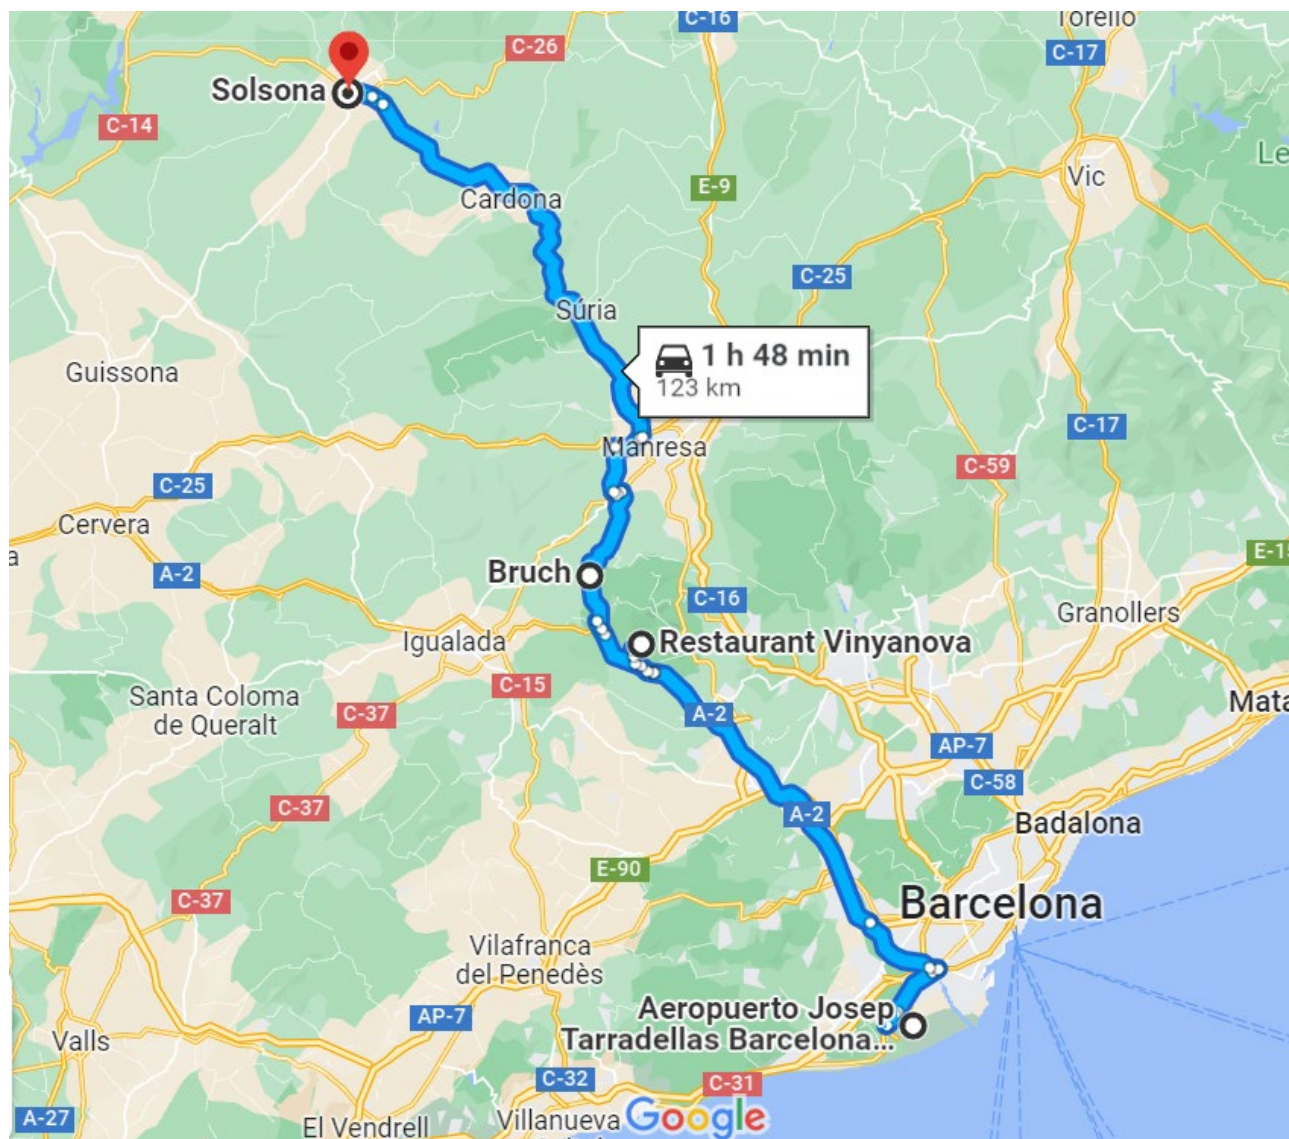 C-16
Torelló
C-26
C-17
Solsona
C-14
Le
Vic
E-9
Cardona
C-25
Súria
1 h 48 min
123 km
Guissona
C-17
Manresa
C-59
C-25
Cervera
a
E-15
A-2
Bruch
C-16
Granollers
Igualada
Restaurant Vinyanova
C-15
Santa Coloma
de Queralt
C-37
A-2
Mata
AP-7
C-58
C-37
A-2
Badalona
E-90
C-37
Barcelona
Vilafranca
del Penedès
AP-7
Aeropuerto Josep
Tarradellas Barcelona...
Valls
C-32
C-31
A-27
El Vendrell
Villanueva
Google